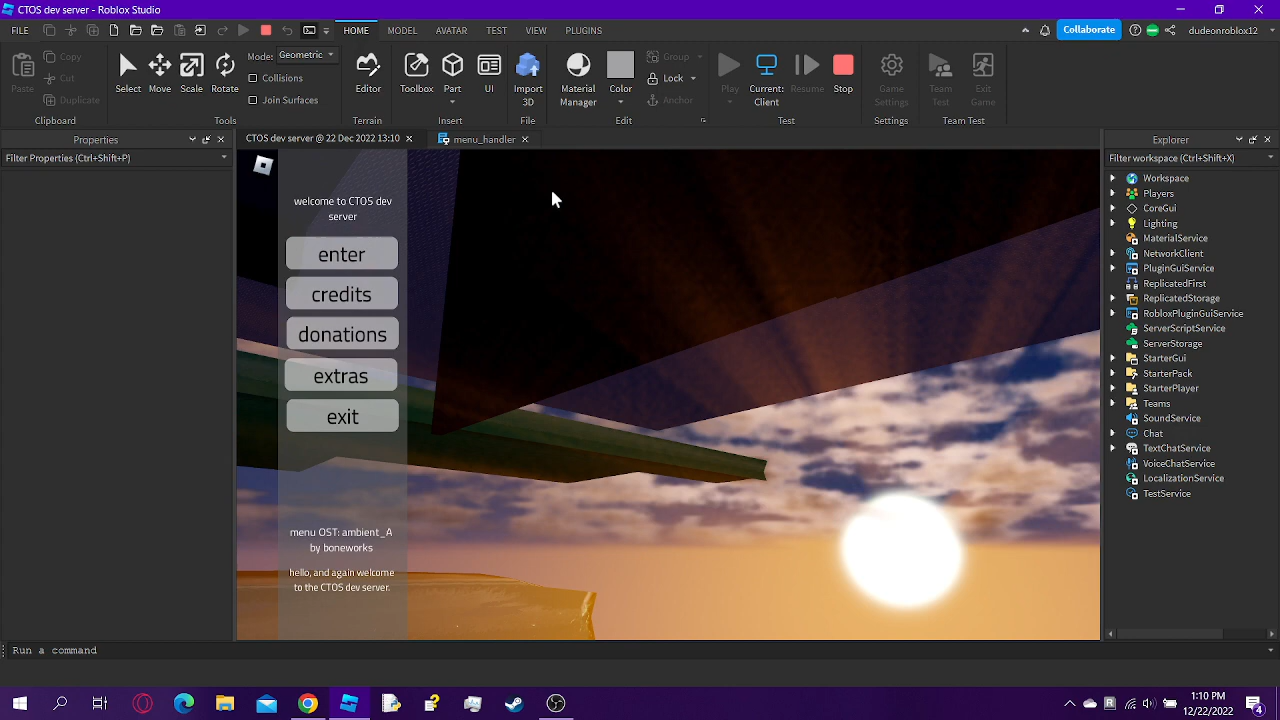 CTOS dev server - Roblox Studio
FILE HOME MODEL AVATAR TEST VIEW PLUGINS Collaborate dudeonroblox12
Paste Copy Cut Duplicate
Select Move Scale Rotate
Mode: Geometric
Collisions
Join Surfaces
Editor
Toolbox Part UI
Import 3D
Material Manager
Color
Group
Lock
Anchor
Play
Current: Client
Resume Stop
Game Settings
Team Test
Exit Game
Clipboard Tools Terrain Insert File Edit Test Settings Team Test
Properties
CTOS dev server @ 22 Dec 2022 13:10
menu_handler
Explorer
Filter Properties (Ctrl+Shift+P)
Filter workspace (Ctrl+Shift+X)
welcome to CTOS dev
server
enter
credits
donations
extras
exit
menu OST: ambient_A
by boneworks
hello, and again welcome
to the CTOS dev server.
Workspace
Players
CoreGui
Lighting
MaterialService
NetworkClient
PluginGuiService
ReplicatedFirst
ReplicatedStorage
RobloxPluginGuiService
ServerScriptService
ServerStorage
StarterGui
StarterPack
StarterPlayer
Teams
SoundService
Chat
TextChatService
VoiceChatService
LocalizationService
TestService
Run a command
1:10 PM
12/22/2022
4